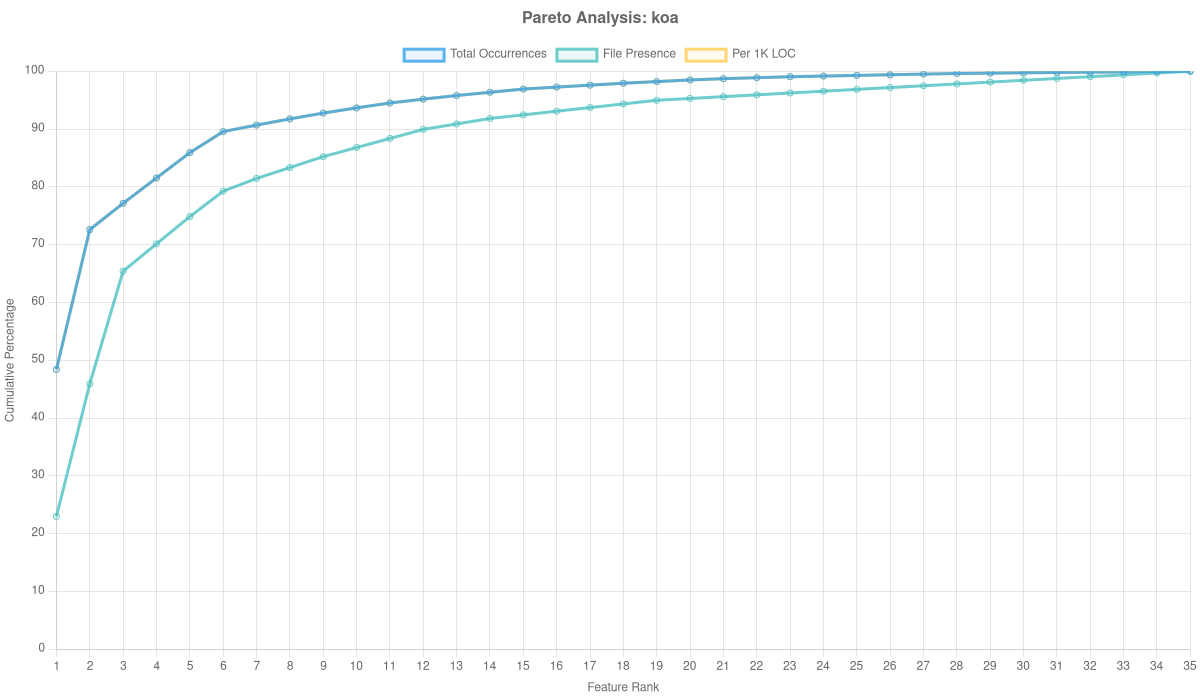 Pareto Analysis: koa
Total Occurrences File Presence Per 1K LOC
100
90
80
70
60
50
40
30
20
10
0
Cumulative Percentage
1 2 3 4 5 6 7 8 9 10 11 12 13 14 15 16 17 18 19 20 21 22 23 24 25 26 27 28 29 30 31 32 33 34 35
Feature Rank